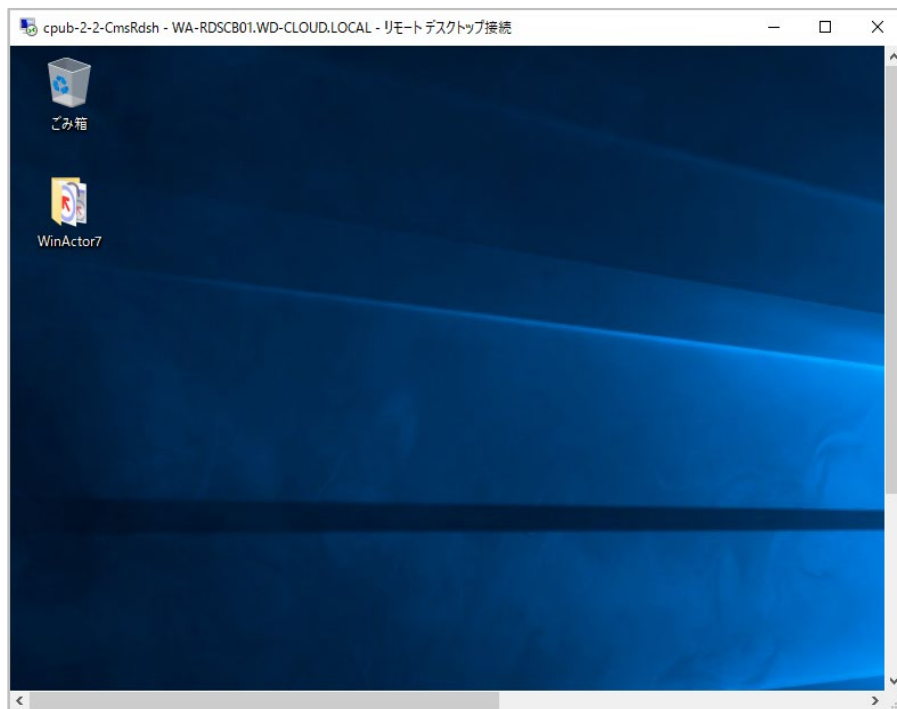 cpub-2-2-CmsRdsh - WA-RDSCB01.WD-CLOUD.LOCAL - リモート デスクトップ接続
ごみ箱
WinActor7